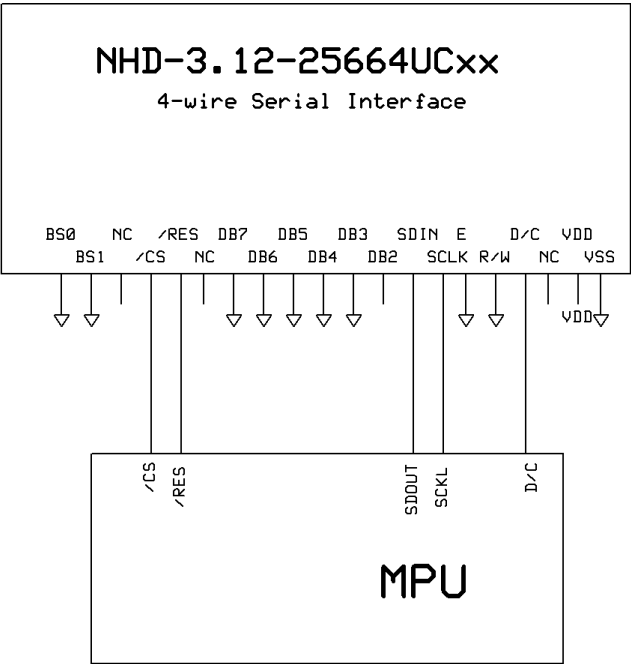 NHD-3.12-25664UCxx
4-wire Serial Interface
BS0 NC /RES DB7 DB5 DB3 SDIN E D/C VDD
BS1 /CS NC DB6 DB4 DB2 SCLK R/W NC VSS
VDD
/CS /RES SDOUT SCKL D/C
MPU